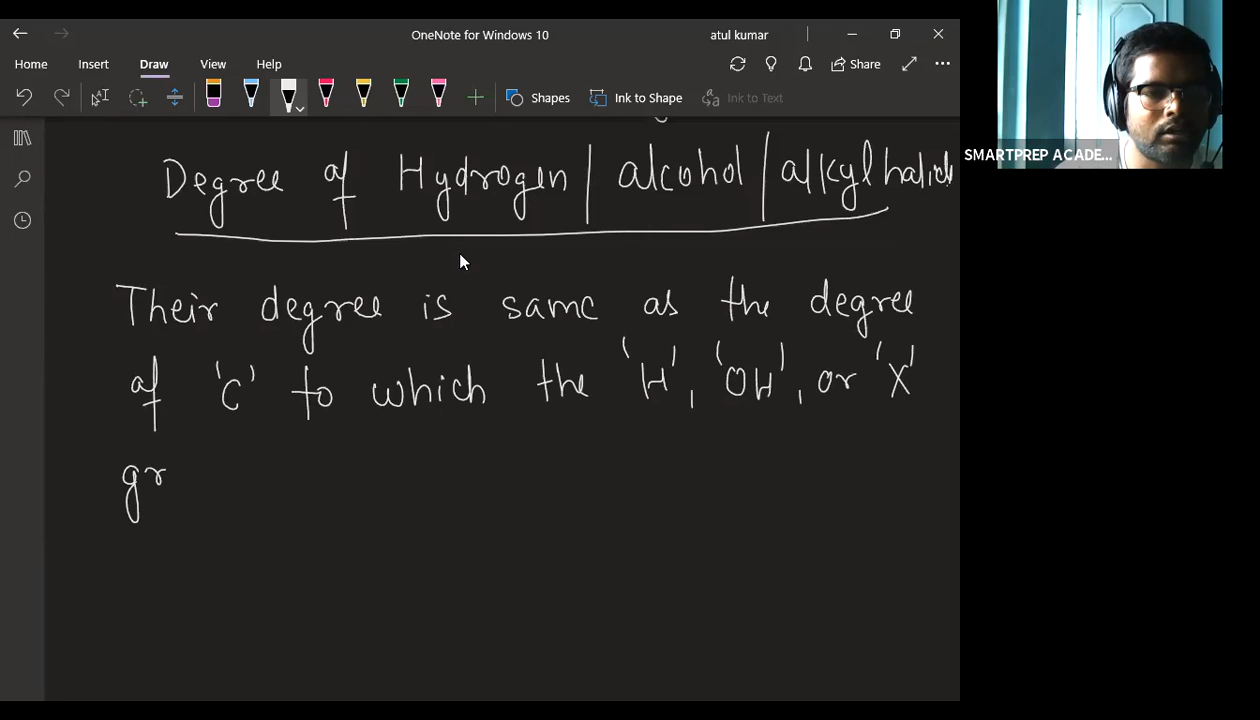 OneNote for Windows 10
atul kumar
Home Insert Draw View Help
Share
Shapes Ink to Shape Ink to Text
SMARTPREP ACADE...
Degree of Hydrogen / alcohol / alkylhalide
Their degree is same as the degree
of 'C' to which the 'H', 'OH', or 'X'
gr